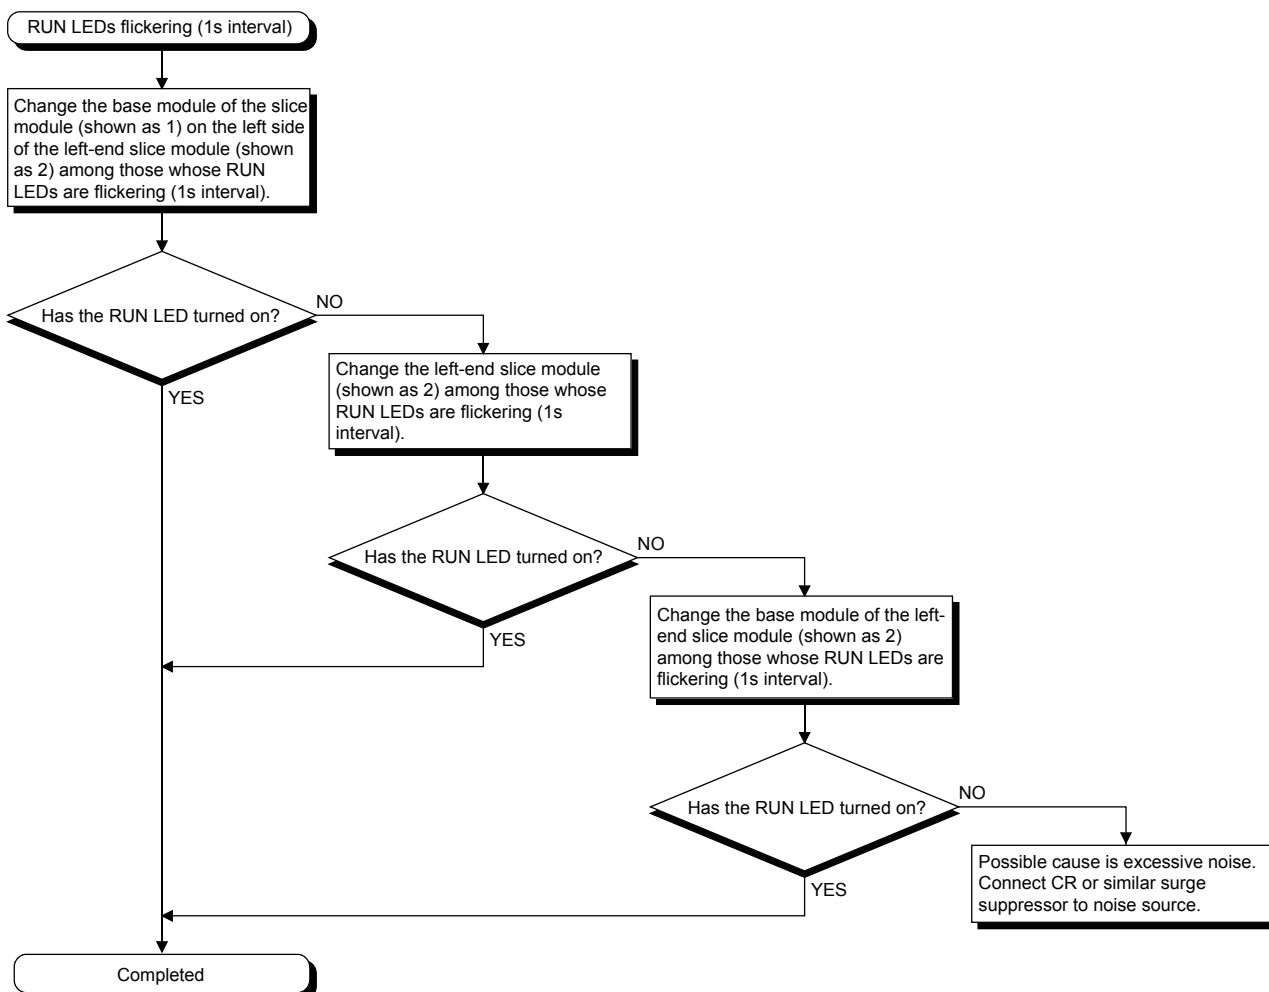 RUN LEDs flickering (1s interval)
Change the base module of the slice
module (shown as 1) on the left side
of the left-end slice module (shown
as 2) among those whose RUN
LEDs are flickering (1s interval).
Has the RUN LED turned on?
NO
YES
Change the left-end slice module
(shown as 2) among those whose
RUN LEDs are flickering (1s
interval).
Has the RUN LED turned on?
NO
YES
Change the base module of the left-
end slice module (shown as 2)
among those whose RUN LEDs are
flickering (1s interval).
Has the RUN LED turned on?
NO
YES
Possible cause is excessive noise.
Connect CR or similar surge
suppressor to noise source.
Completed